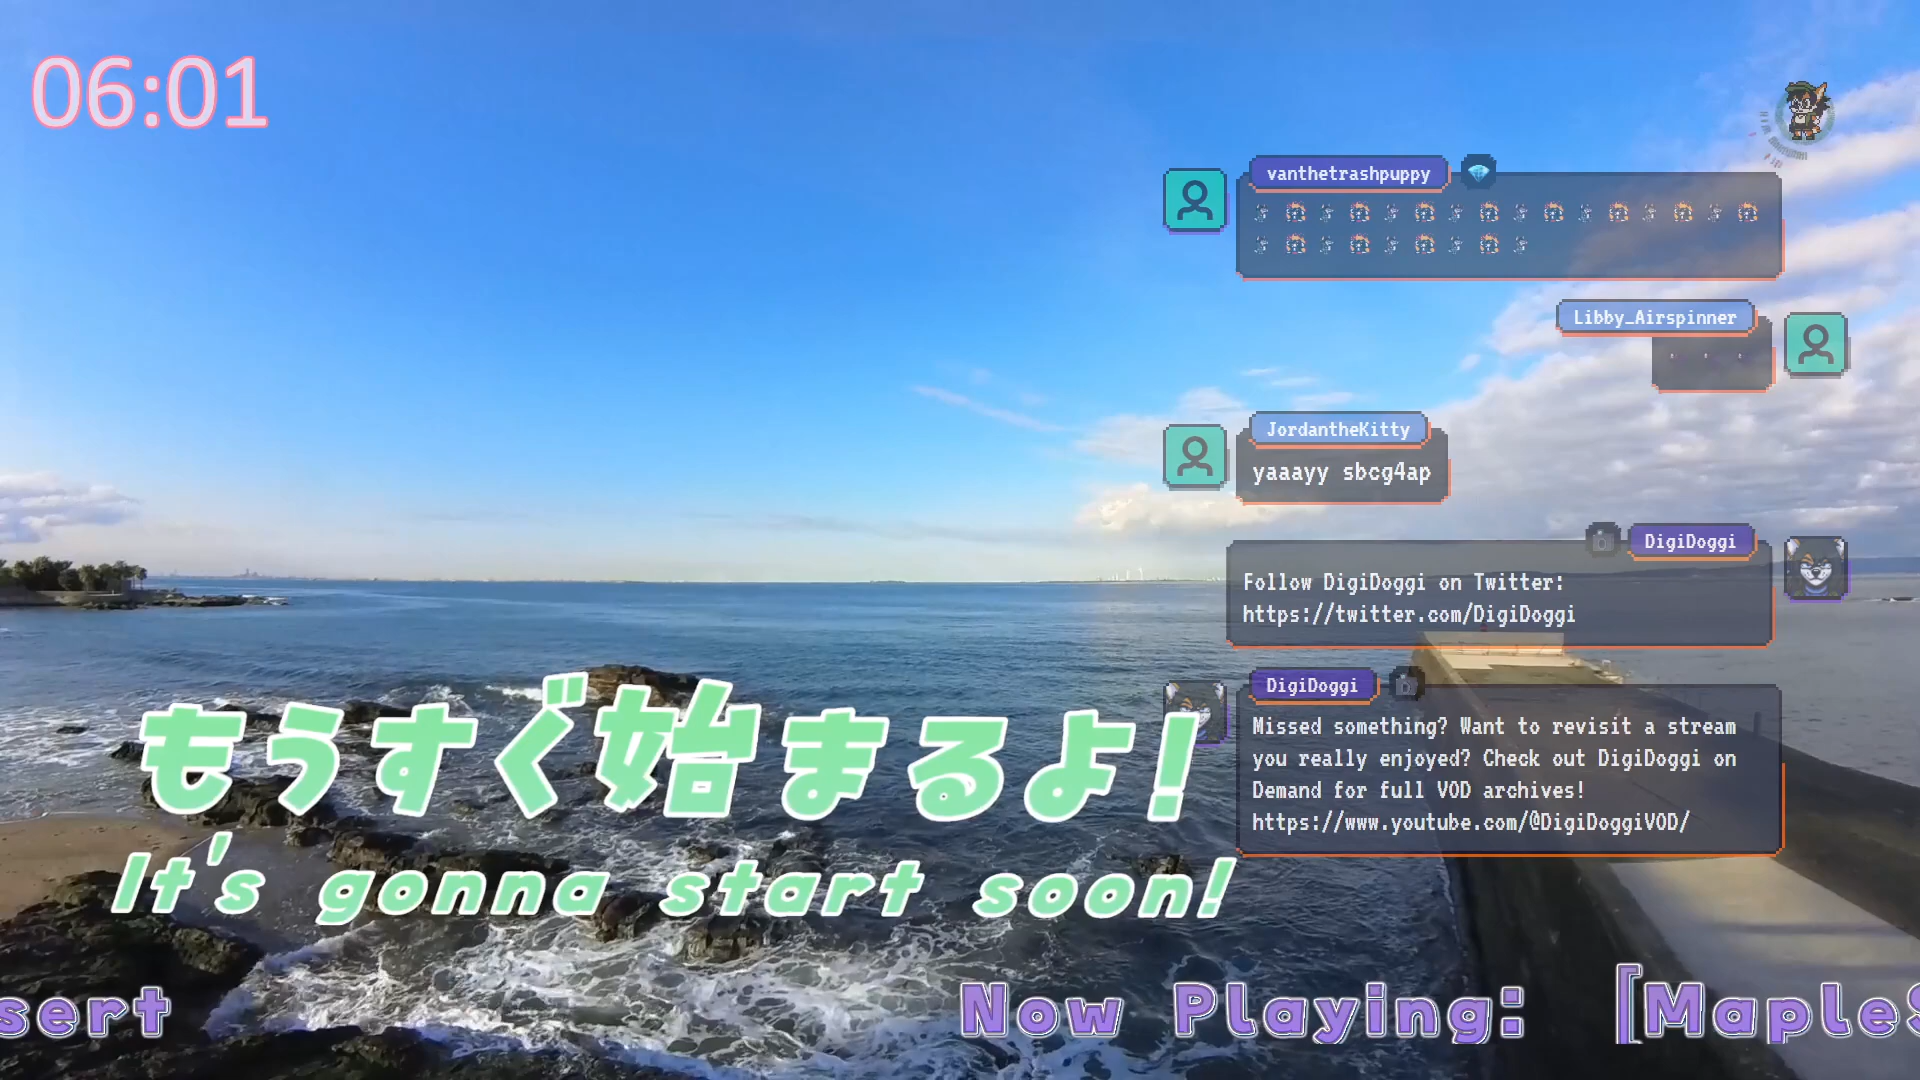 06:01
vanthetrashpuppy
Libby_Airspinner
JordantheKitty
yaaayy sbcg4ap
DigiDoggi
Follow DigiDoggi on Twitter:
https://twitter.com/DigiDoggi
DigiDoggi
Missed something? Want to revisit a stream
you really enjoyed? Check out DigiDoggi on
Demand for full VOD archives!
https://www.youtube.com/@DigiDoggiVOD/
もうすぐ始まるよ!
It's gonna start soon!
sert Now Playing: [MapleS